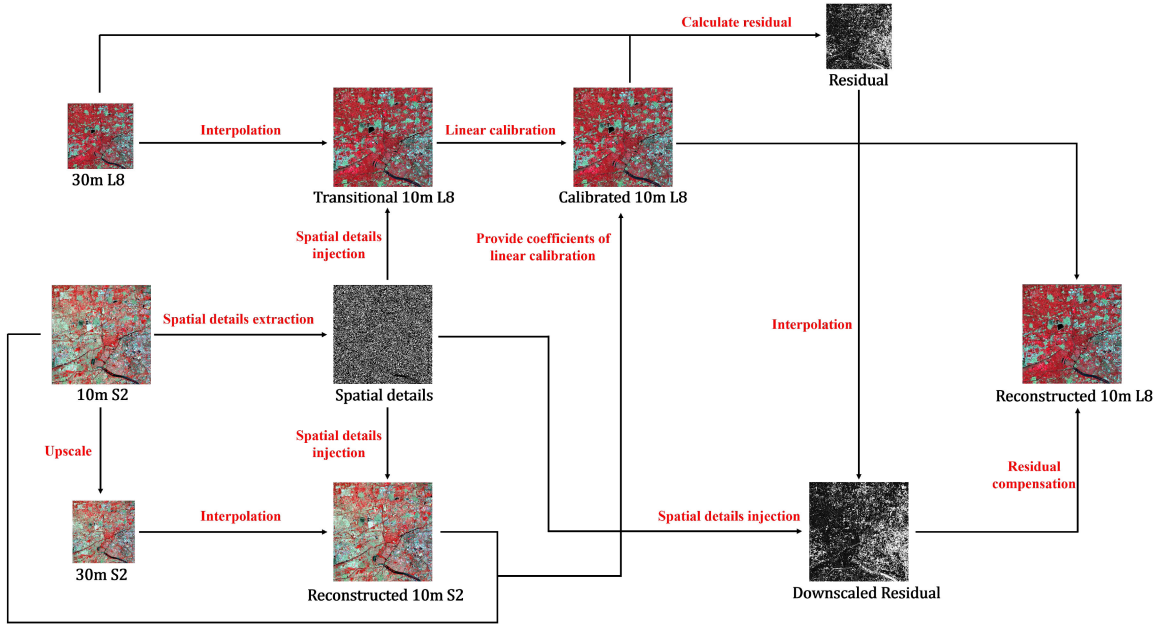 Calculate residual
Residual
Interpolation
Linear calibration
30m L8
Transitional 10m L8
Calibrated 10m L8
Spatial details
injection
Provide coefficients of
linear calibration
Spatial details extraction
Interpolation
10m S2
Spatial details
Reconstructed 10m L8
Upscale
Spatial details
injection
Residual
compensation
Interpolation
Spatial details injection
30m S2
Reconstructed 10m S2
Downscaled Residual